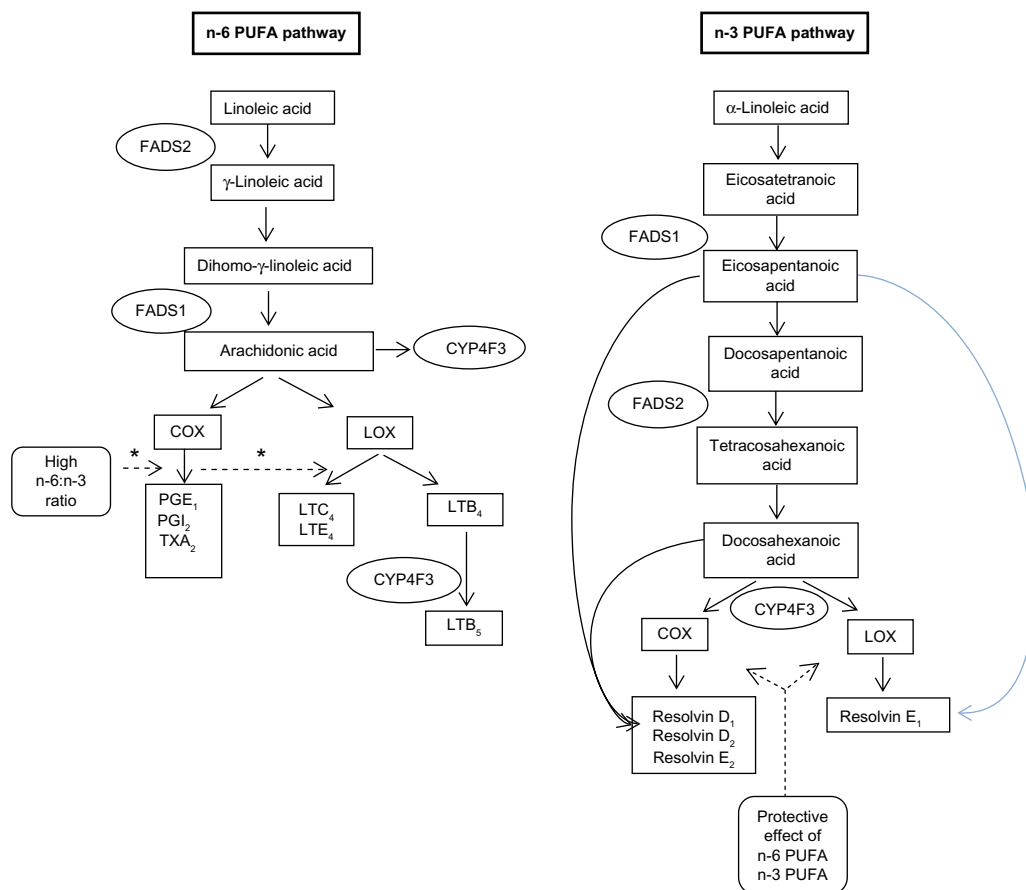 n-6 PUFA pathway
Linoleic acid
FADS2
γ-Linoleic acid
Dihomo-γ-linoleic acid
FADS1
Arachidonic acid
CYP4F3
COX
LOX
High
n-6:n-3
ratio
*
*
PGE₁
PGI₂
TXA₂
LTC₄
LTE₄
LTB₄
CYP4F3
LTB₅
n-3 PUFA pathway
α-Linoleic acid
Eicosatetranoic
acid
FADS1
Eicosapentanoic
acid
Docosapentanoic
acid
FADS2
Tetracosahexanoic
acid
Docosahexanoic
acid
CYP4F3
COX
LOX
Resolvin D₁
Resolvin D₂
Resolvin E₂
Resolvin E₁
Protective
effect of
n-6 PUFA
n-3 PUFA